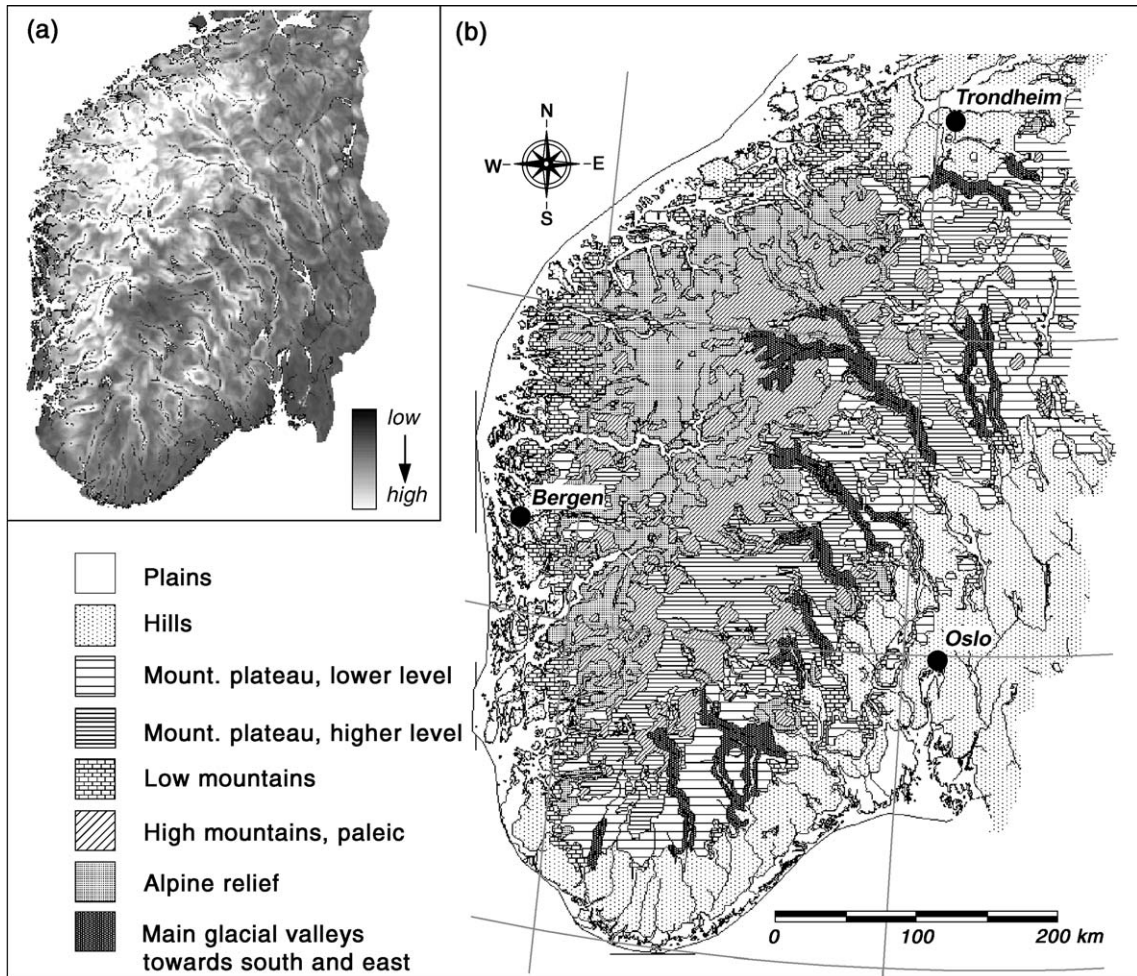 (a)
low
high
(b)
N
W
E
S
Trondheim
Bergen
Oslo
0
100
200 km
Plains
Hills
Mount. plateau, lower level
Mount. plateau, higher level
Low mountains
High mountains, paleic
Alpine relief
Main glacial valleys
towards south and east